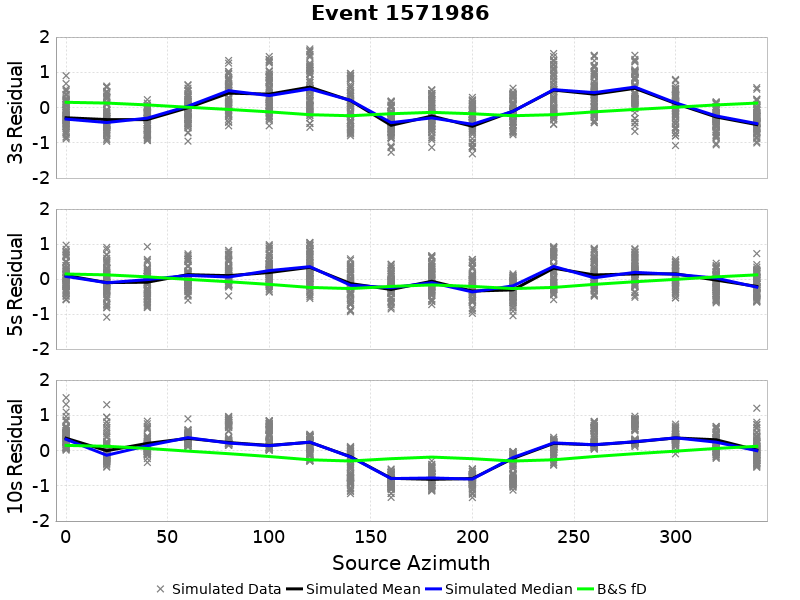 Event 1571986
3s Residual
2
1
0
-1
-2
5s Residual
2
1
0
-1
-2
10s Residual
2
1
0
-1
-2
0 50 100 150 200 250 300
Source Azimuth
Simulated Data Simulated Mean Simulated Median B&S fD